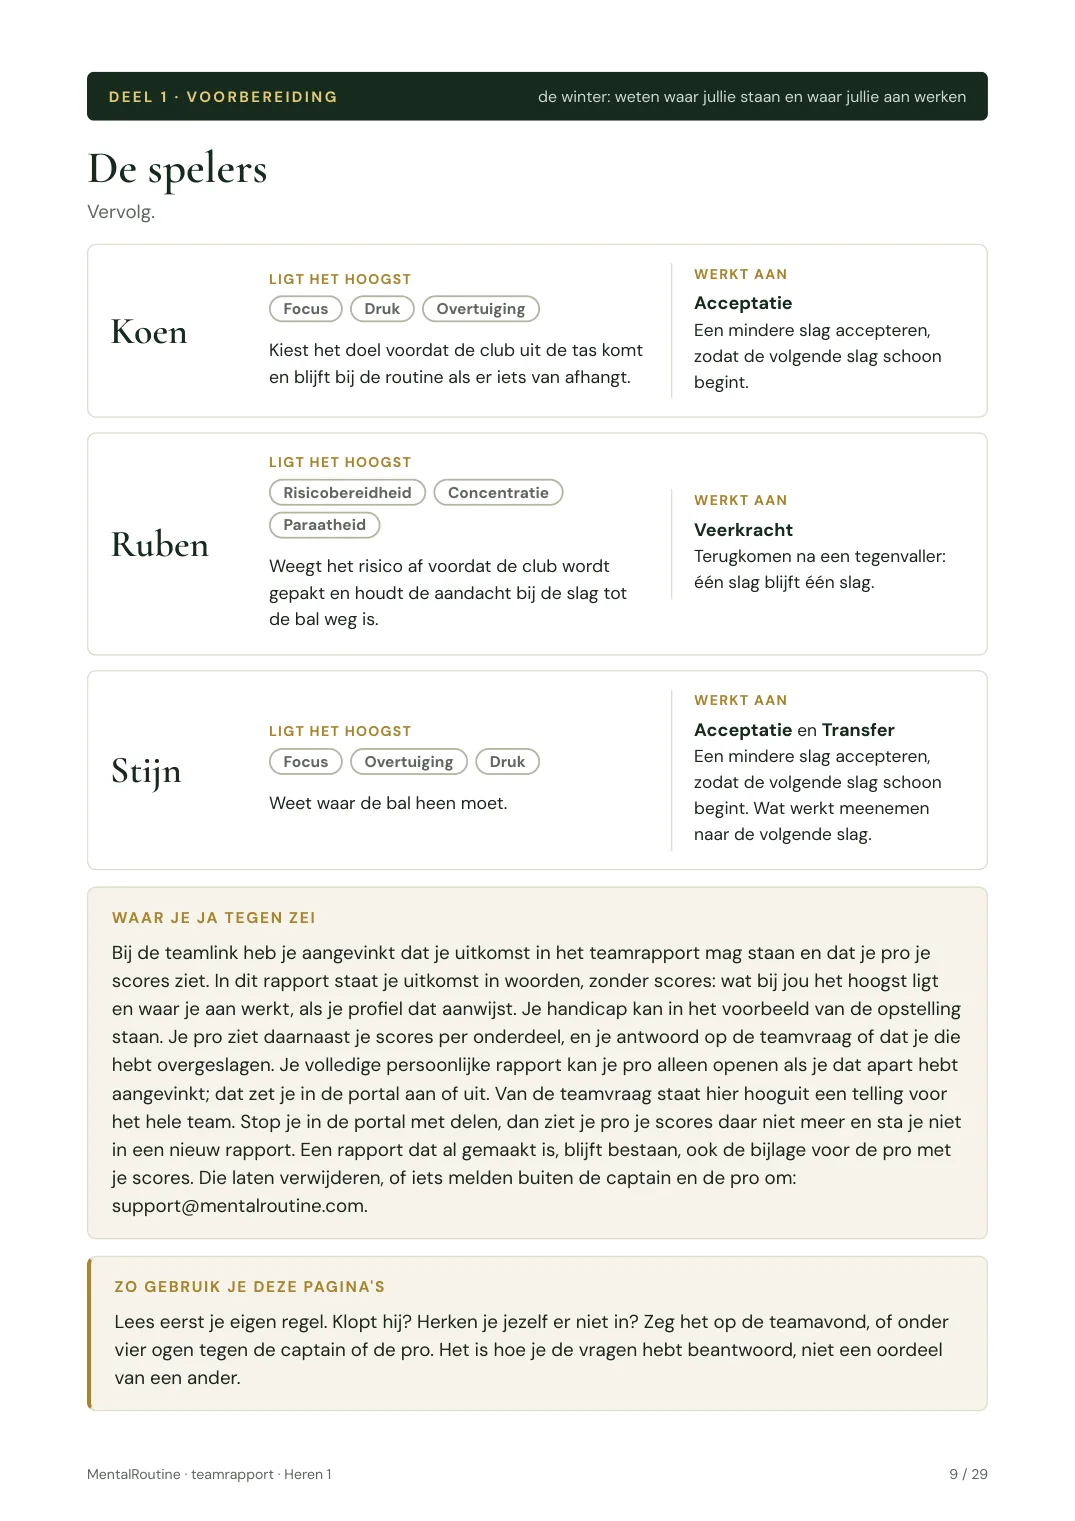 DEEL 1 · VOORBEREIDING
de winter: weten waar jullie staan en waar jullie aan werken
De spelers
Vervolg.
Koen
LIGT HET HOOGST
Focus Druk Overtuiging
Kiest het doel voordat de club uit de tas komt
en blijft bij de routine als er iets van afhangt.
WERKT AAN
Acceptatie
Een mindere slag accepteren,
zodat de volgende slag schoon
begint.
Ruben
LIGT HET HOOGST
Risicobereidheid Concentratie
Paraatheid
Weegt het risico af voordat de club wordt
gepakt en houdt de aandacht bij de slag tot
de bal weg is.
WERKT AAN
Veerkracht
Terugkomen na een tegenvaller:
één slag blijft één slag.
Stijn
LIGT HET HOOGST
Focus Overtuiging Druk
Weet waar de bal heen moet.
WERKT AAN
Acceptatie en Transfer
Een mindere slag accepteren,
zodat de volgende slag schoon
begint. Wat werkt meenemen
naar de volgende slag.
WAAR JE JA TEGEN ZEI
Bij de teamlink heb je aangevinkt dat je uitkomst in het teamrapport mag staan en dat je pro je
scores ziet. In dit rapport staat je uitkomst in woorden, zonder scores: wat bij jou het hoogst ligt
en waar je aan werkt, als je profiel dat aanwijst. Je handicap kan in het voorbeeld van de opstelling
staan. Je pro ziet daarnaast je scores per onderdeel, en je antwoord op de teamvraag of dat je die
hebt overgeslagen. Je volledige persoonlijke rapport kan je pro alleen openen als je dat apart hebt
aangevinkt; dat zet je in de portal aan of uit. Van de teamvraag staat hier hooguit een telling voor
het hele team. Stop je in de portal met delen, dan ziet je pro je scores daar niet meer en sta je niet
in een nieuw rapport. Een rapport dat al gemaakt is, blijft bestaan, ook de bijlage voor de pro met
je scores. Die laten verwijderen, of iets melden buiten de captain en de pro om:
support@mentalroutine.com.
ZO GEBRUIK JE DEZE PAGINA'S
Lees eerst je eigen regel. Klopt hij? Herken je jezelf er niet in? Zeg het op de teamavond, of onder
vier ogen tegen de captain of de pro. Het is hoe je de vragen hebt beantwoord, niet een oordeel
van een ander.
MentalRoutine · teamrapport · Heren 1
9 / 29